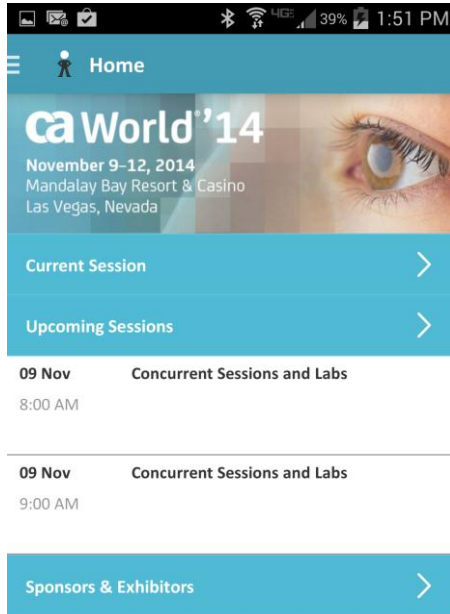 4GE 39% 1:51 PM
Home
ca World®'14
November 9–12, 2014
Mandalay Bay Resort & Casino
Las Vegas, Nevada
Current Session
Upcoming Sessions
09 Nov Concurrent Sessions and Labs
8:00 AM
09 Nov Concurrent Sessions and Labs
9:00 AM
Sponsors & Exhibitors